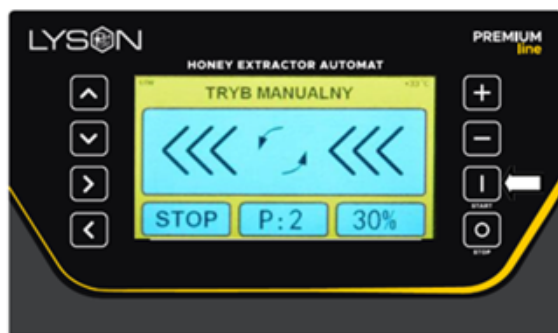 LYSON
PREMIUM
line
HONEY EXTRACTOR AUTOMAT
TRYB MANUALNY
STOP
P:2
30%
START
STOP